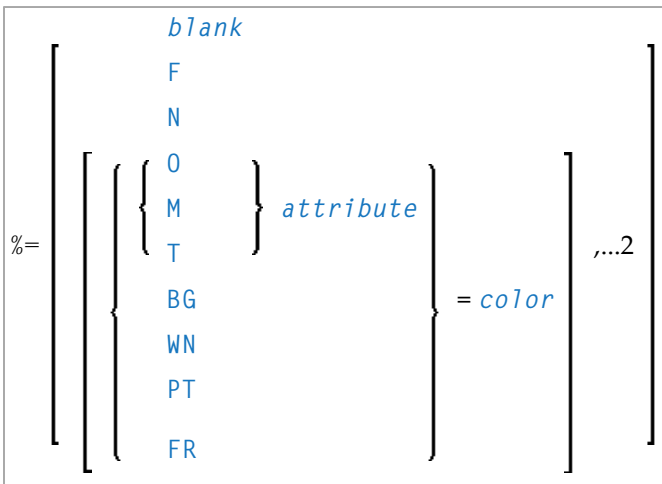 blank
F
N
O
M attribute
T
%= ,...2
BG
= color
WN
PT
FR